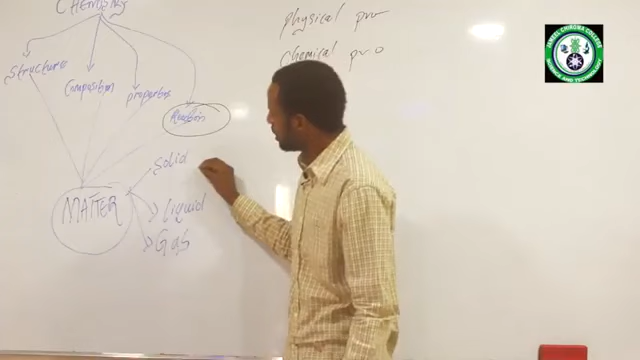 CHEMISTRY
physical pro
chemical pro
structure
composition
properties
Reaction
solid
MATTER
liquid
Gas